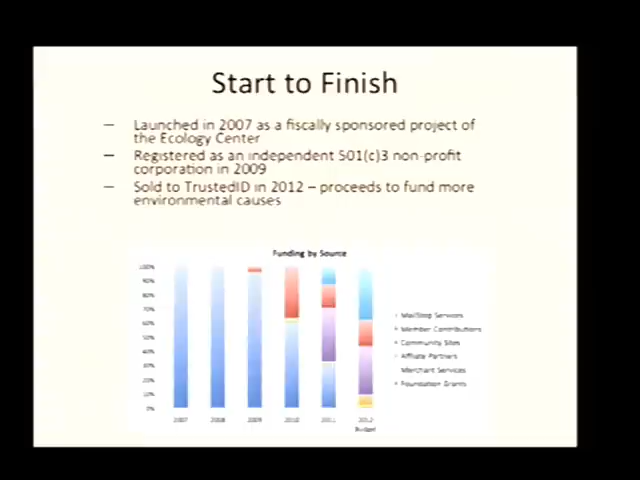 Start to Finish
— Launched in 2007 as a fiscally sponsored project of
the Ecology Center
— Registered as an independent 501(c)3 non-profit
corporation in 2009
— Sold to TrustedID in 2012 – proceeds to fund more
environmental causes
Funding by Source
100%
90%
80%
70%
60%
50%
40%
30%
20%
10%
0%
2007
2008
2009
2010
2011
2012
Budget
MailStop Services
Member Contributions
Community Sites
Affiliate Partners
Merchant Services
Foundation Grants